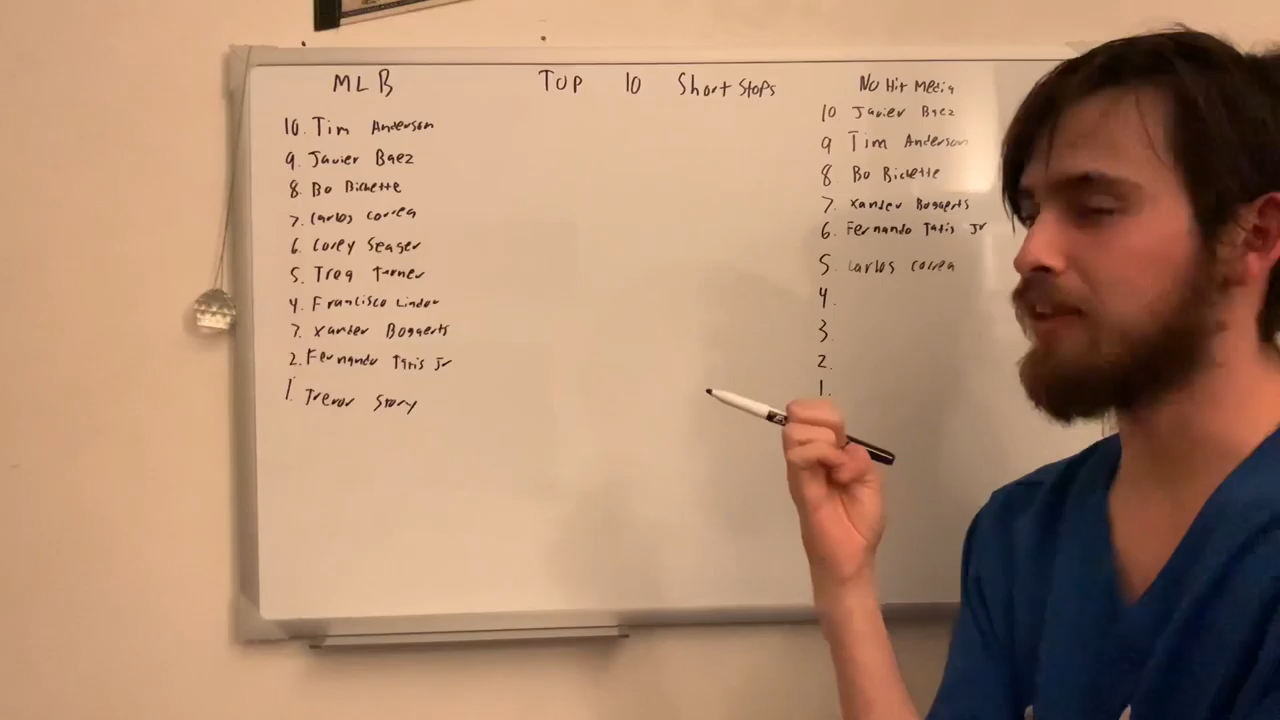 MLB
TOP 10 Short Stops
No Hit Media
10. Tim Anderson
9. Javier Baez
8. Bo Bichette
7. Carlos Correa
6. Corey Seager
5. Trea Turner
4. Francisco Lindor
3. Xander Bogaerts
2. Fernando Tatis Jr
1. Trevor Story
10 Javier Baez
9 Tim Anderson
8 Bo Bichette
7. Xander Bogaerts
6. Fernando Tatis Jr
5. Carlos Correa
4.
3.
2.
1.